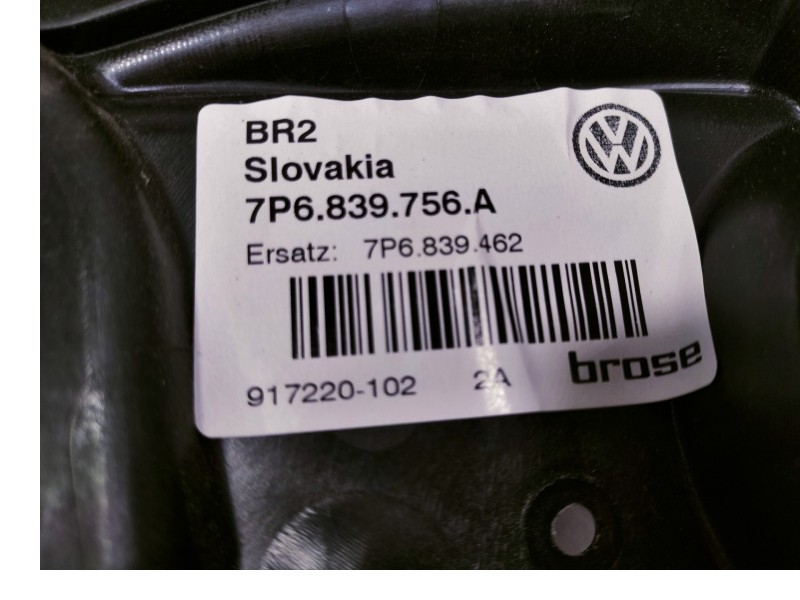 BR2
Slovakia
7P6.839.756.A
Ersatz: 7P6.839.462
917220-102 2A brose